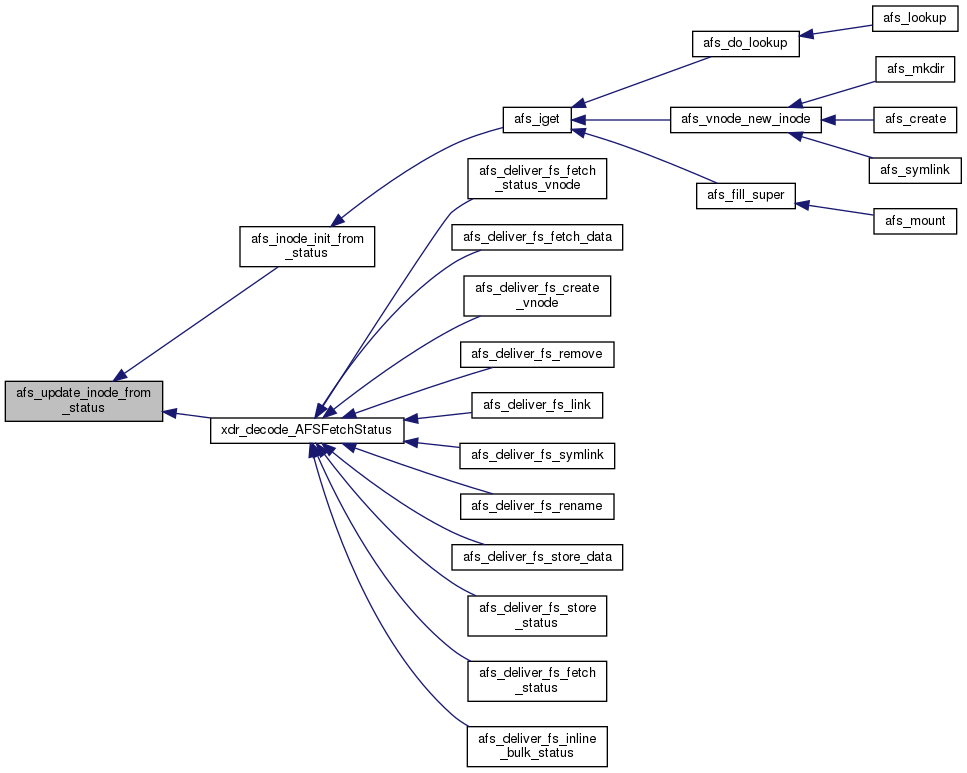 afs_lookup
afs_do_lookup
afs_mkdir
afs_iget
afs_vnode_new_inode
afs_create
afs_deliver_fs_fetch
_status_vnode
afs_symlink
afs_fill_super
afs_mount
afs_inode_init_from
_status
afs_deliver_fs_fetch_data
afs_deliver_fs_create
_vnode
afs_deliver_fs_remove
afs_update_inode_from
_status
afs_deliver_fs_link
xdr_decode_AFSFetchStatus
afs_deliver_fs_symlink
afs_deliver_fs_rename
afs_deliver_fs_store_data
afs_deliver_fs_store
_status
afs_deliver_fs_fetch
_status
afs_deliver_fs_inline
_bulk_status